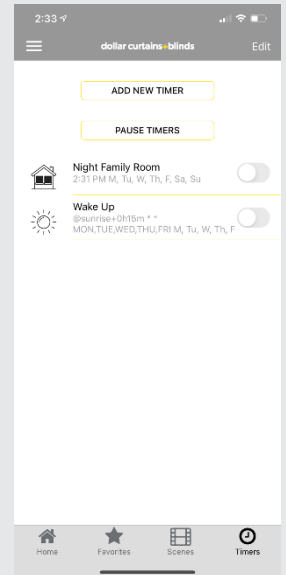 2:33
dollar curtains+blinds
Edit
ADD NEW TIMER
PAUSE TIMERS
Night Family Room
2:31 PM M, Tu, W, Th, F, Sa, Su
Wake Up
@sunrise+0h15m * *
MON,TUE,WED,THU,FRI M, Tu, W, Th, F
Home
Favorites
Scenes
Timers